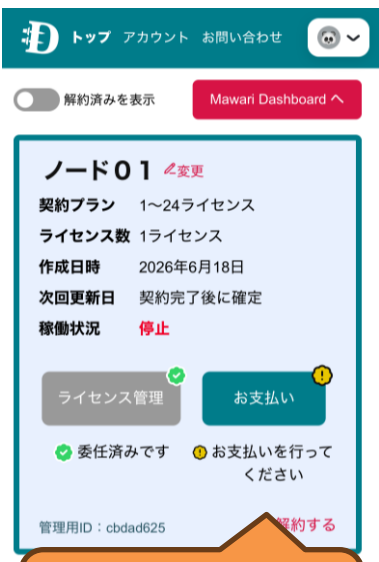 トップ アカウント お問い合わせ
解約済みを表示
Mawari Dashboard へ
ノード０１ 変更
契約プラン 1〜24ライセンス
ライセンス数 1ライセンス
作成日時 2026年6月18日
次回更新日 契約完了後に確定
稼働状況 停止
ライセンス管理 お支払い
委任済みです お支払いを行って
ください
管理用ID：cbdad625 解約する